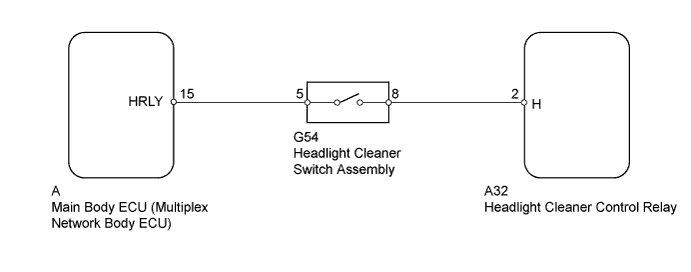 HRLY
15
5
8
2
H
G54
Headlight Cleaner
Switch Assembly
A
Main Body ECU (Multiplex
Network Body ECU)
A32
Headlight Cleaner Control Relay